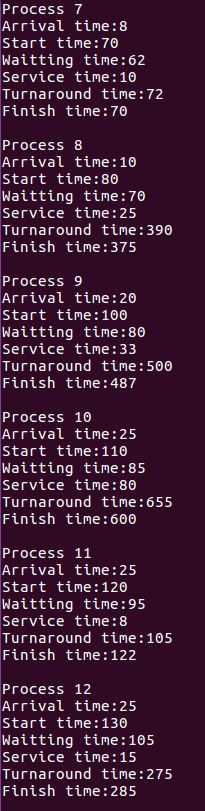 Process 7
Arrival time:8
Start time:70
Waitting time:62
Service time:10
Turnaround time:72
Finish time:70
Process 8
Arrival time:10
Start time:80
Waitting time:70
Service time:25
Turnaround time:390
Finish time:375
Process 9
Arrival time:20
Start time:100
Waitting time:80
Service time:33
Turnaround time:500
Finish time:487
Process 10
Arrival time:25
Start time:110
Waitting time:85
Service time:80
Turnaround time:655
Finish time:600
Process 11
Arrival time:25
Start time:120
Waitting time:95
Service time:8
Turnaround time:105
Finish time:122
Process 12
Arrival time:25
Start time:130
Waitting time:105
Service time:15
Turnaround time:275
Finish time:285